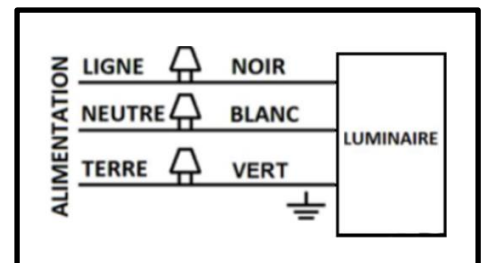 ALIMENTATION
LIGNE NOIR
NEUTRE BLANC
LUMINAIRE
TERRE VERT